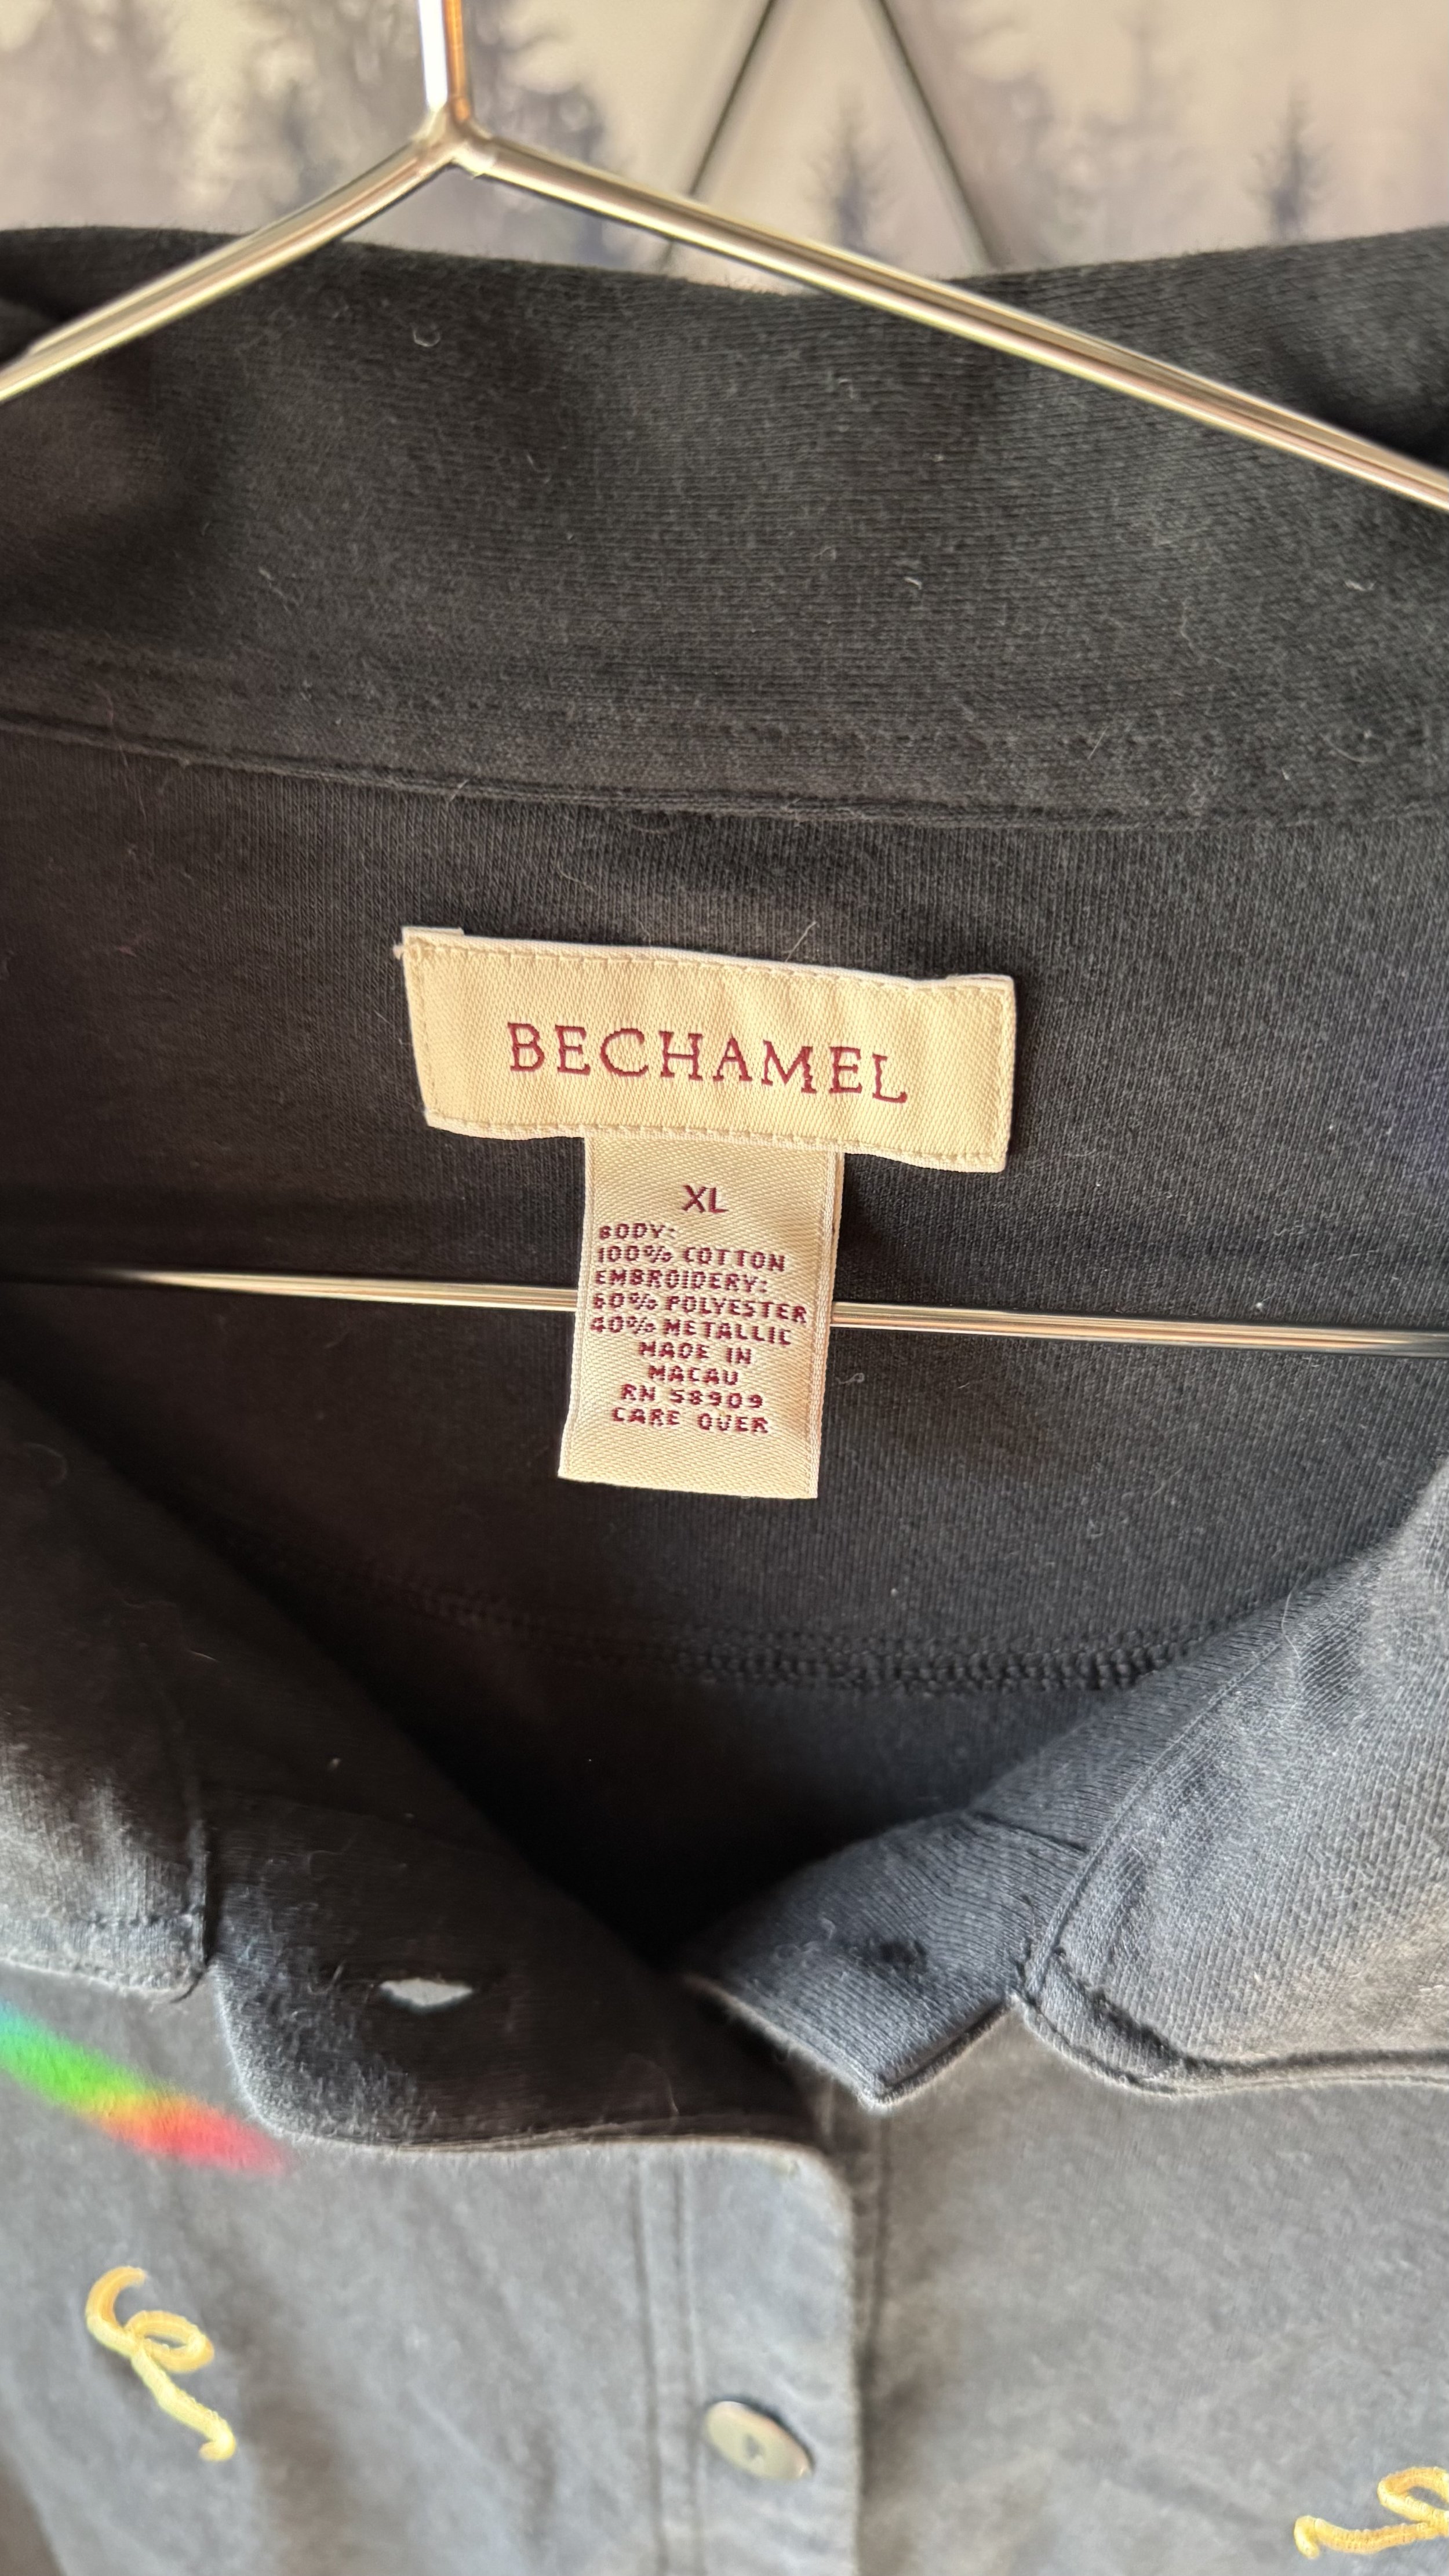 BECHAMEL
XL
BODY:
100% COTTON
EMBROIDERY:
60% POLYESTER
40% METALLIC
MADE IN
MACAU
RN 58909
CARE OVER